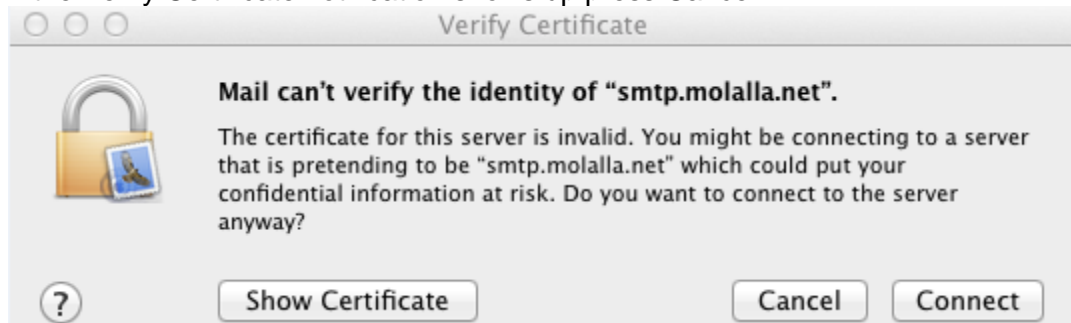 Verify Certificate
Mail can't verify the identity of “smtp.molalla.net”.
The certificate for this server is invalid. You might be connecting to a server
that is pretending to be “smtp.molalla.net” which could put your
confidential information at risk. Do you want to connect to the server
anyway?
?
Show Certificate
Cancel
Connect